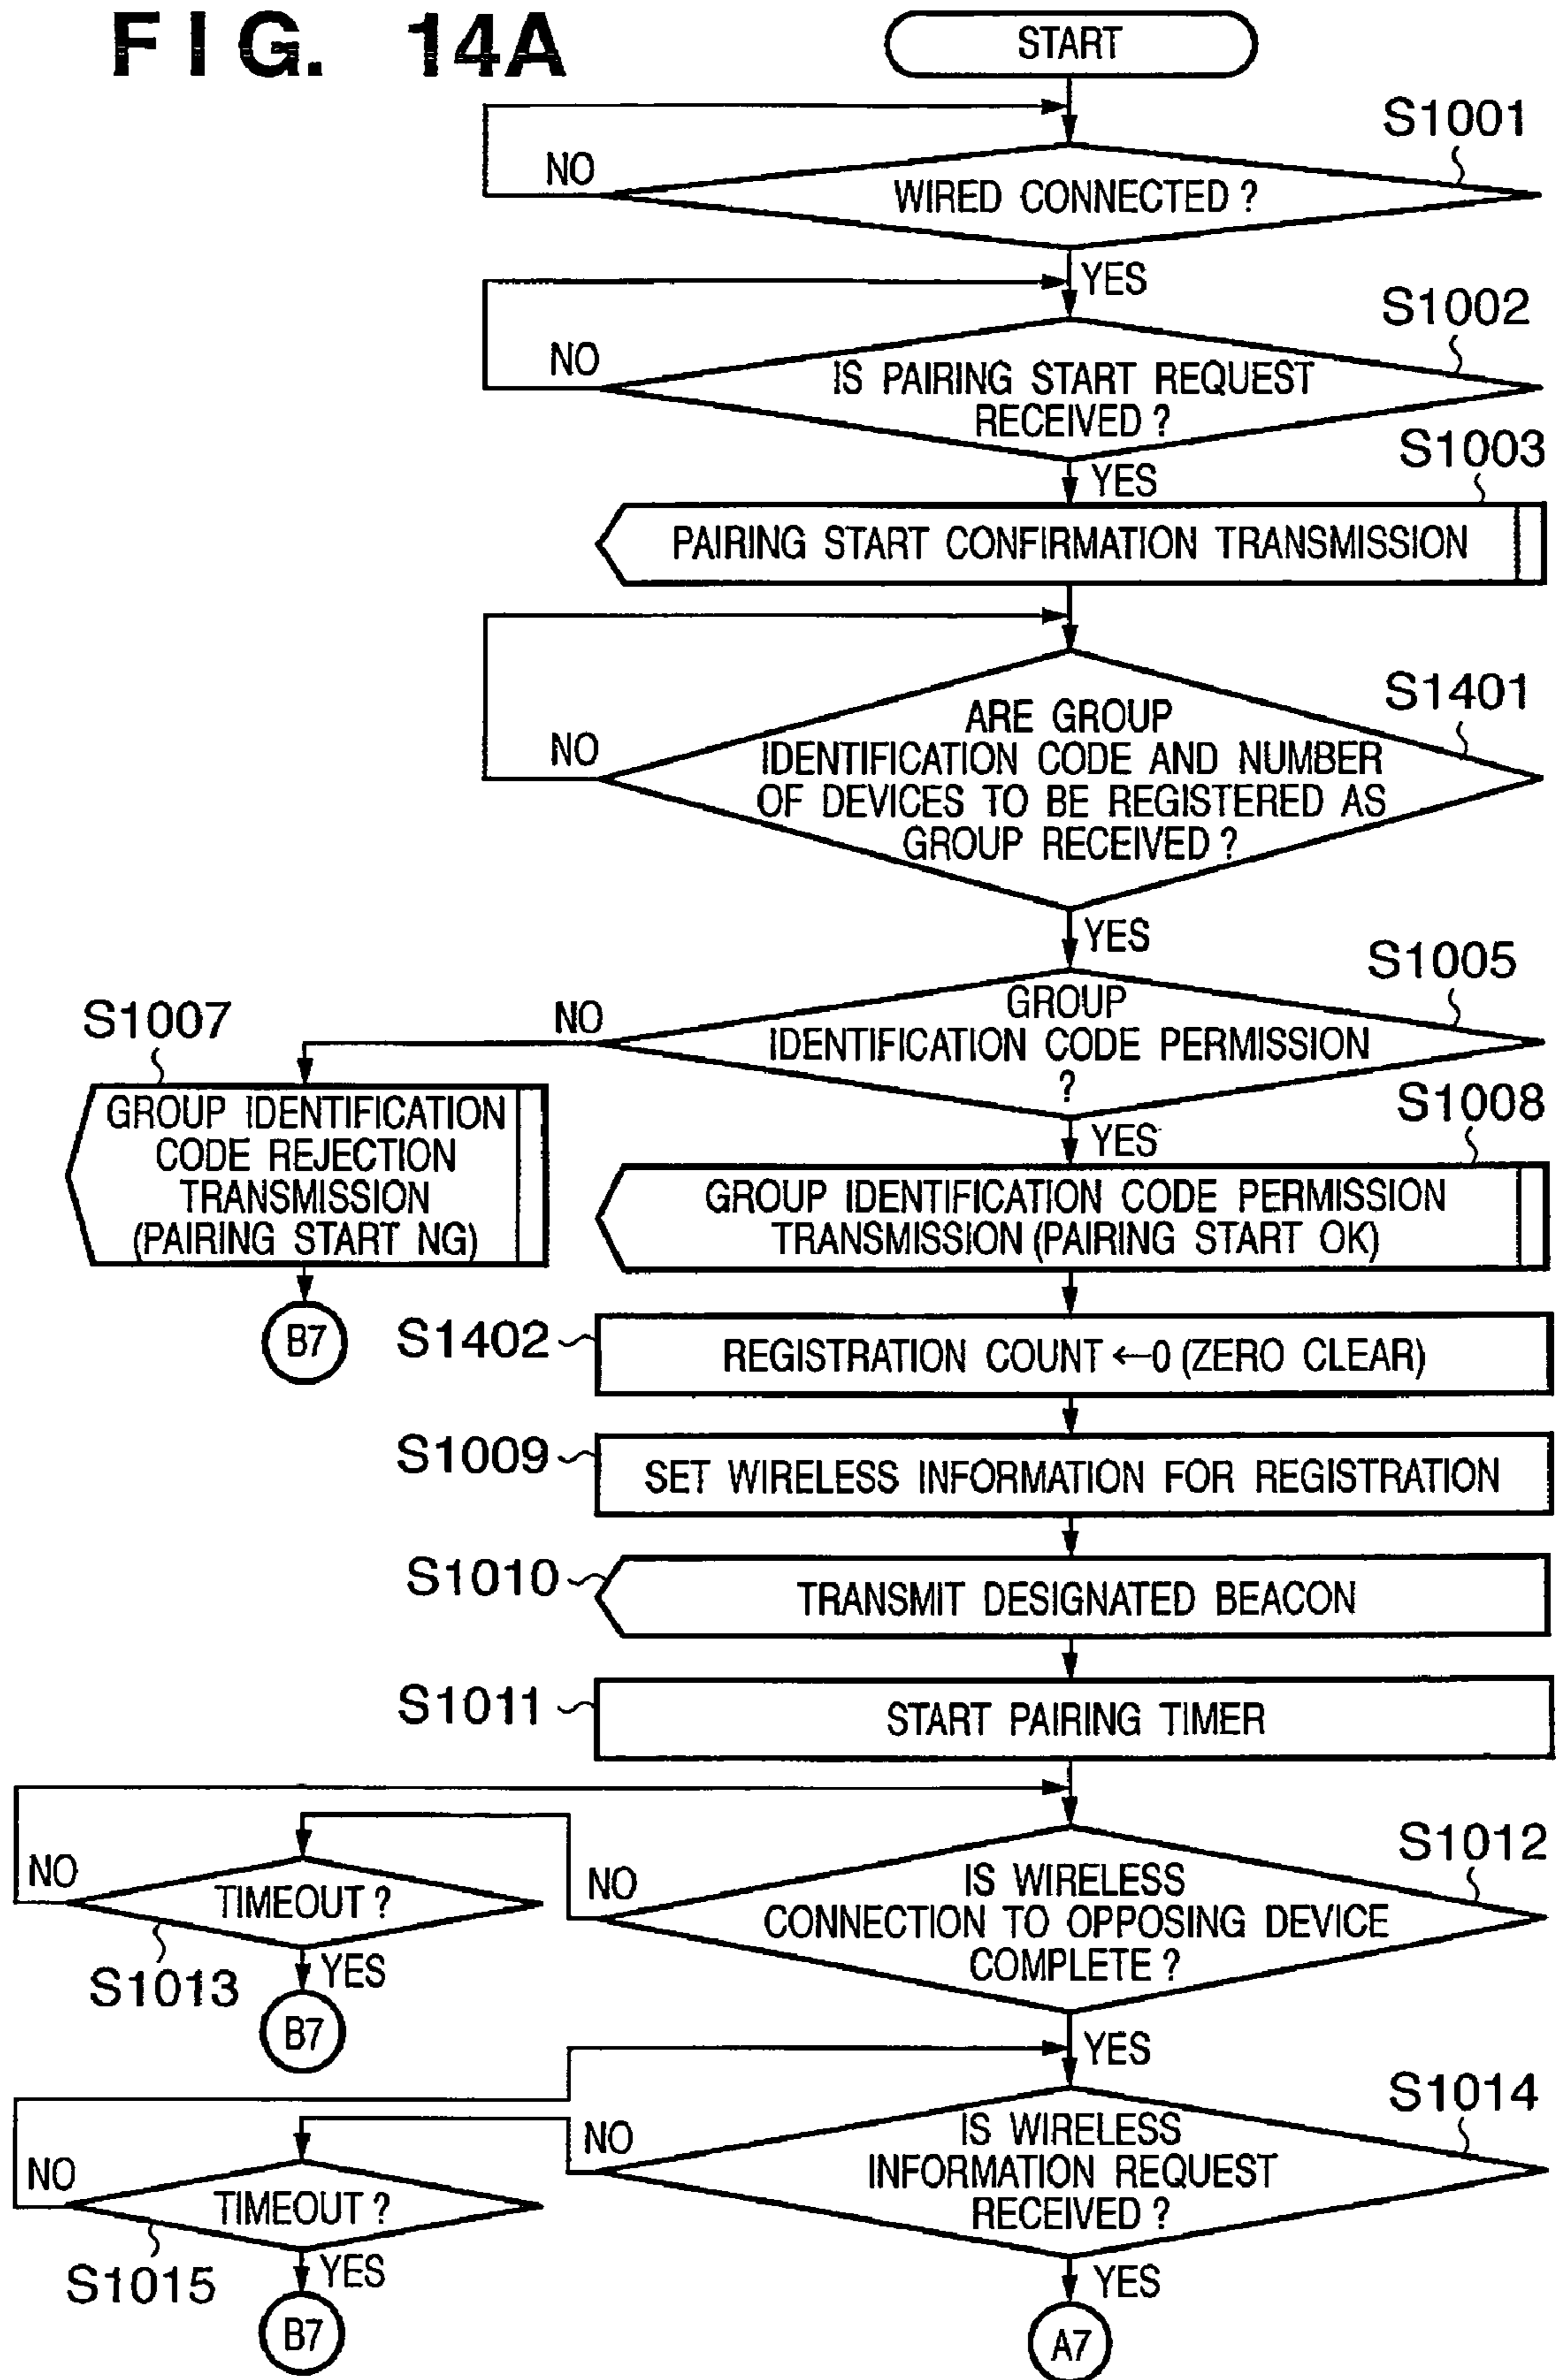 FIG. 14A
START
S1001
NO
WIRED CONNECTED ?
YES
S1002
NO
IS PAIRING START REQUEST
RECEIVED ?
S1003
YES
PAIRING START CONFIRMATION TRANSMISSION
S1401
ARE GROUP
NO
IDENTIFICATION CODE AND NUMBER
OF DEVICES TO BE REGISTERED AS
GROUP RECEIVED ?
YES
S1005
S1007
NO
GROUP
IDENTIFICATION CODE PERMISSION
?
S1008
GROUP IDENTIFICATION
CODE REJECTION
TRANSMISSION
(PAIRING START NG)
YES
GROUP IDENTIFICATION CODE PERMISSION
TRANSMISSION (PAIRING START OK)
B7
S1402
REGISTRATION COUNT ←0 (ZERO CLEAR)
S1009
SET WIRELESS INFORMATION FOR REGISTRATION
S1010
TRANSMIT DESIGNATED BEACON
S1011
START PAIRING TIMER
S1012
NO
TIMEOUT ?
NO
IS WIRELESS
CONNECTION TO OPPOSING DEVICE
COMPLETE ?
S1013
YES
B7
YES
S1014
NO
IS WIRELESS
INFORMATION REQUEST
RECEIVED ?
NO
TIMEOUT ?
S1015
YES
YES
B7
A7